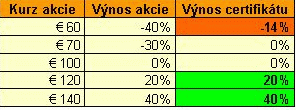 Kurz akcie Výnos akcie Výnos certifikátu
€ 60 -40% -14%
€ 70 -30% 0%
€ 100 0% 0%
€ 120 20% 20%
€ 140 40% 40%